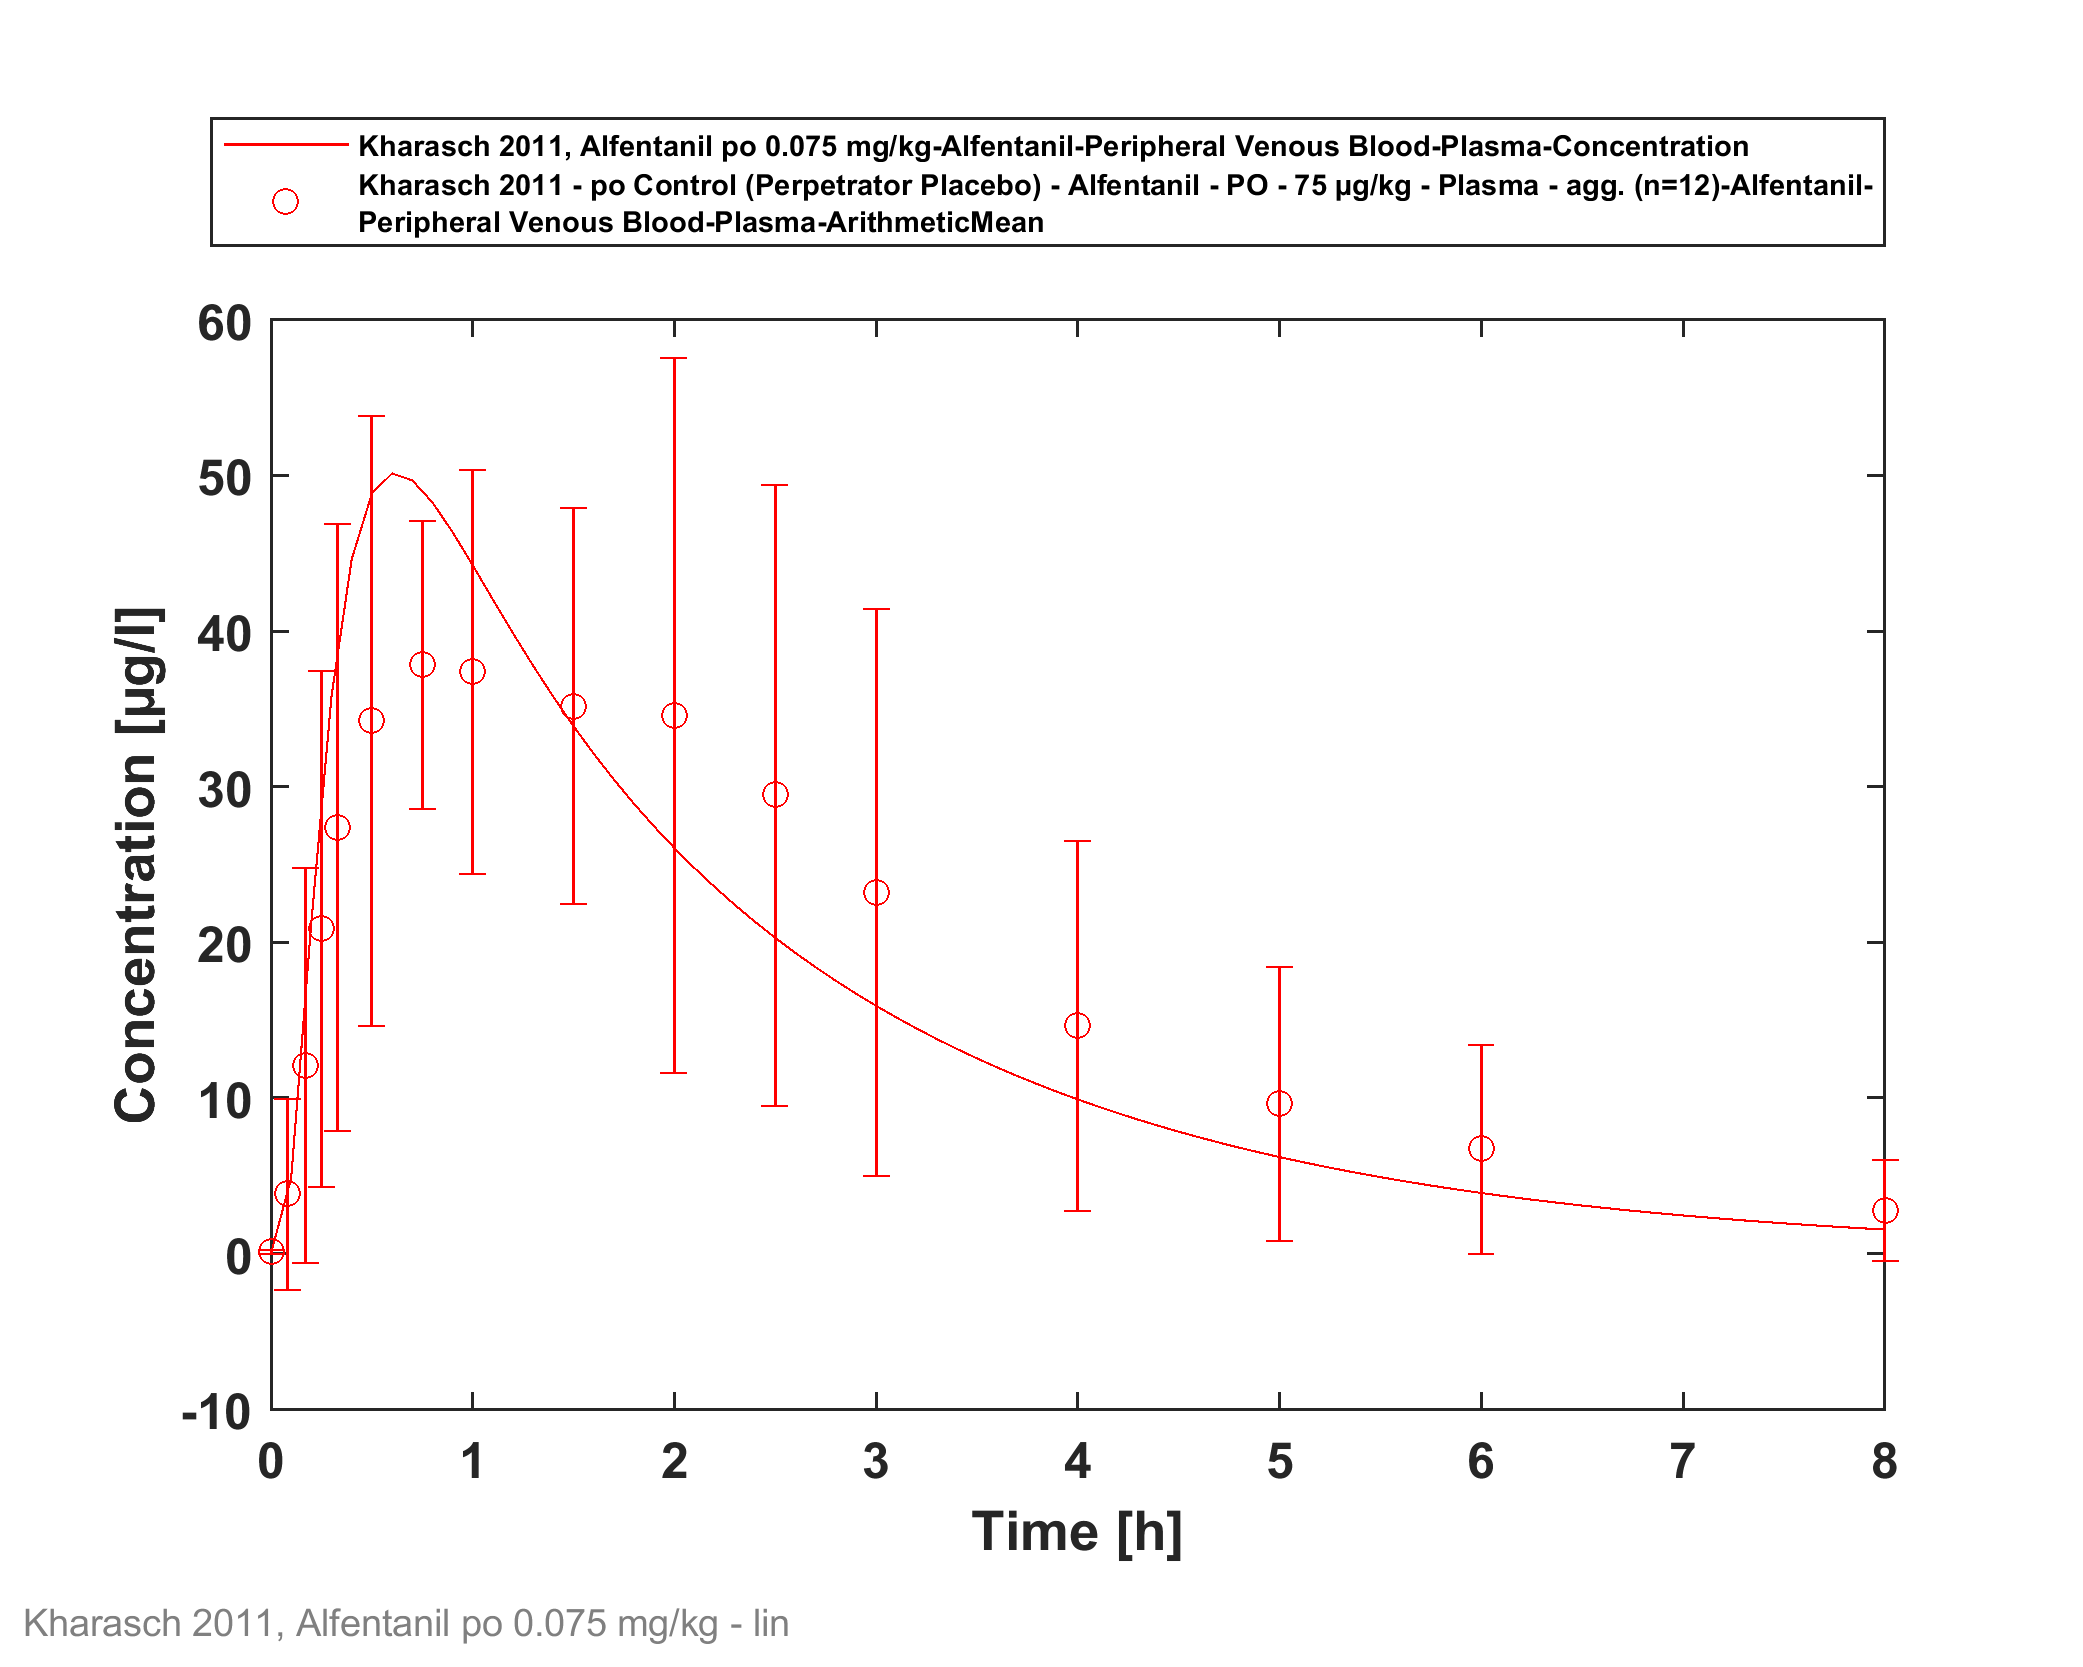 Kharasch 2011, Alfentanil po 0.075 mg/kg-Alfentanil-Peripheral Venous Blood-Plasma-Concentration
Kharasch 2011 - po Control (Perpetrator Placebo) - Alfentanil - PO - 75 µg/kg - Plasma - agg. (n=12)-Alfentanil-
Peripheral Venous Blood-Plasma-ArithmeticMean
60
50
40
30
20
10
0
-10
Concentration [µg/l]
0 1 2 3 4 5 6 7 8
Time [h]
Kharasch 2011, Alfentanil po 0.075 mg/kg - lin